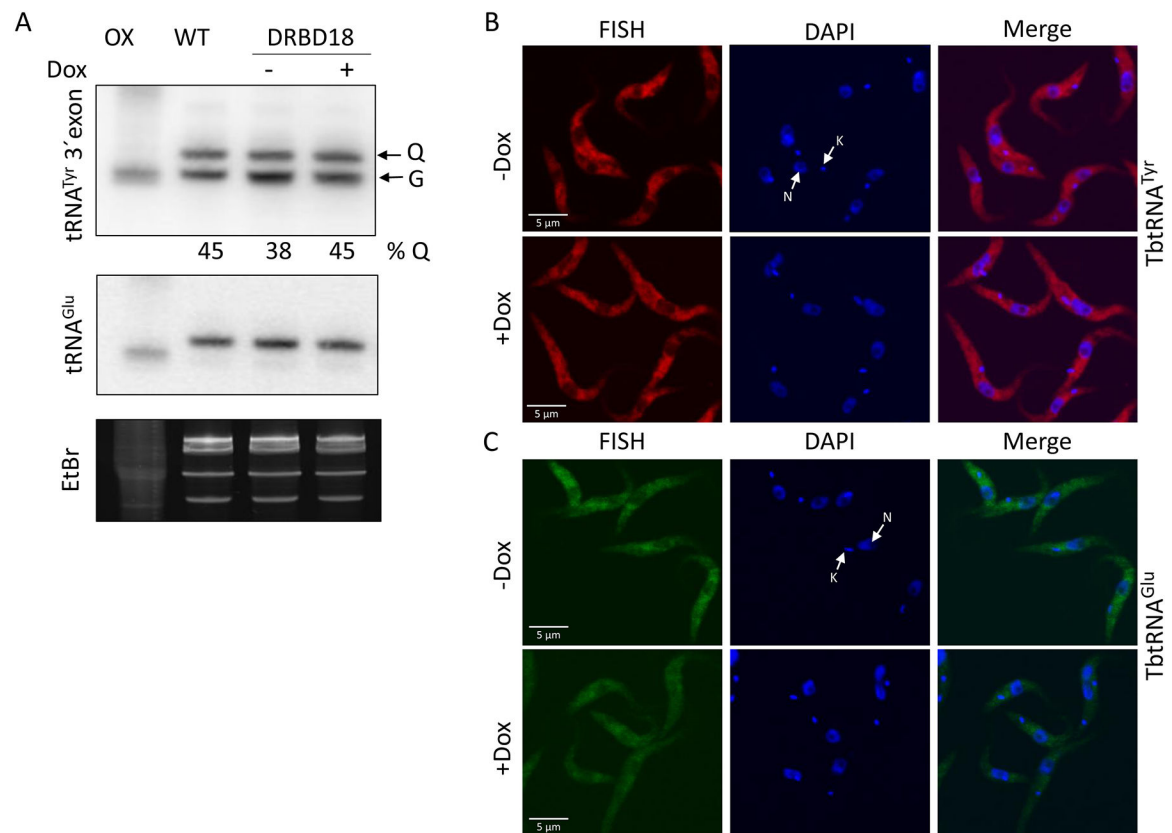 A
OX WT DRBD18
Dox - +
tRNATyr 3´ exon
Q
G
45 38 45 % Q
tRNAGlu
EtBr
B
FISH DAPI Merge
-Dox
K
N
5 µm
TbtRNATyr
+Dox
5 µm
C
FISH DAPI Merge
-Dox
N
K
5 µm
TbtRNAGlu
+Dox
5 µm